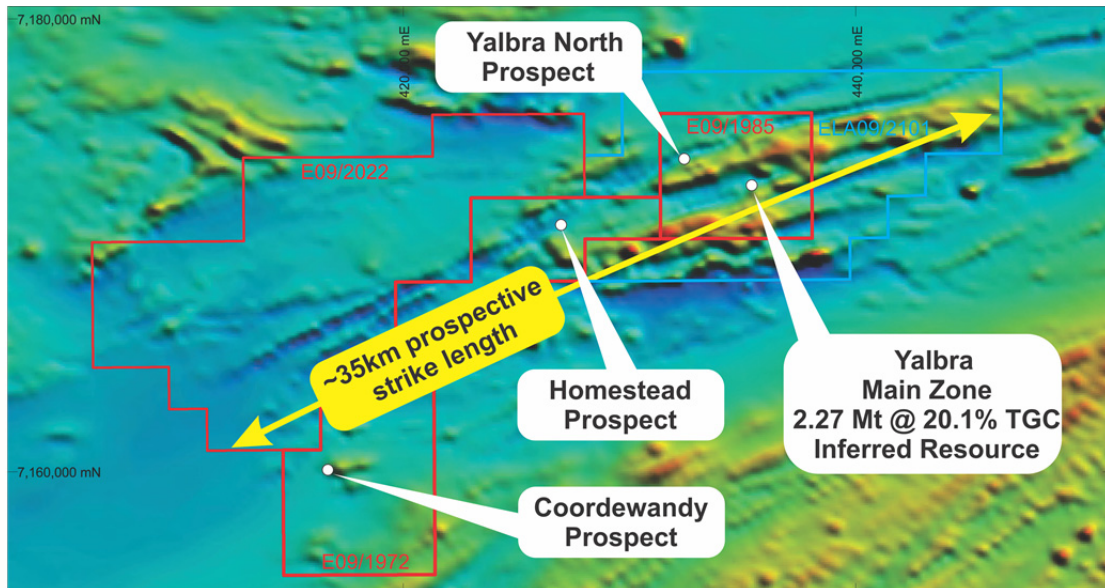 7,180,000 mN
420,000 mE
440,000 mE
Yalbra North
Prospect
E09/1985
ELA09/2101
E09/2022
~35km prospective
strike length
Homestead
Prospect
Yalbra
Main Zone
2.27 Mt @ 20.1% TGC
Inferred Resource
7,160,000 mN
Coordewandy
Prospect
E09/1972